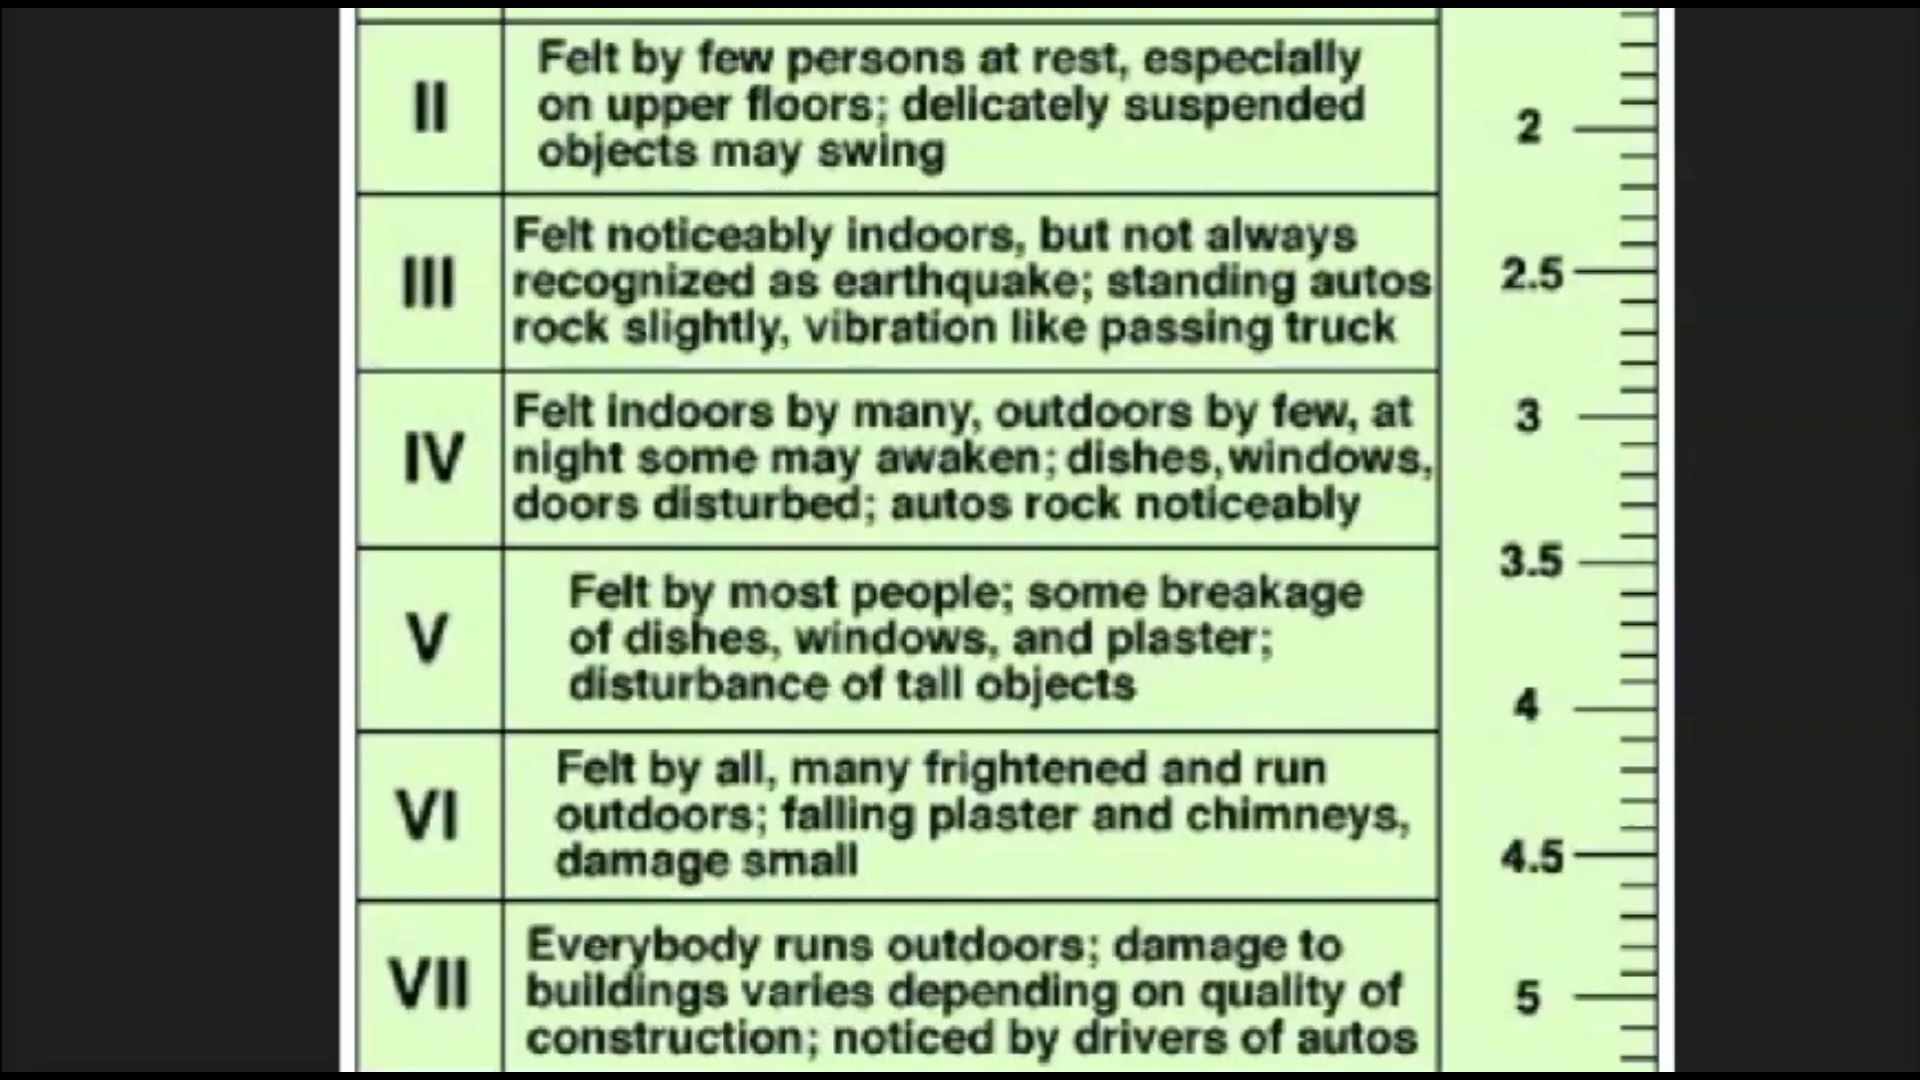 II
Felt by few persons at rest, especially
on upper floors; delicately suspended
objects may swing
2
III
Felt noticeably indoors, but not always
recognized as earthquake; standing autos
rock slightly, vibration like passing truck
2.5
IV
Felt indoors by many, outdoors by few, at
night some may awaken; dishes, windows,
doors disturbed; autos rock noticeably
3
3.5
V
Felt by most people; some breakage
of dishes, windows, and plaster;
disturbance of tall objects
4
VI
Felt by all, many frightened and run
outdoors; falling plaster and chimneys,
damage small
4.5
VII
Everybody runs outdoors; damage to
buildings varies depending on quality of
construction; noticed by drivers of autos
5